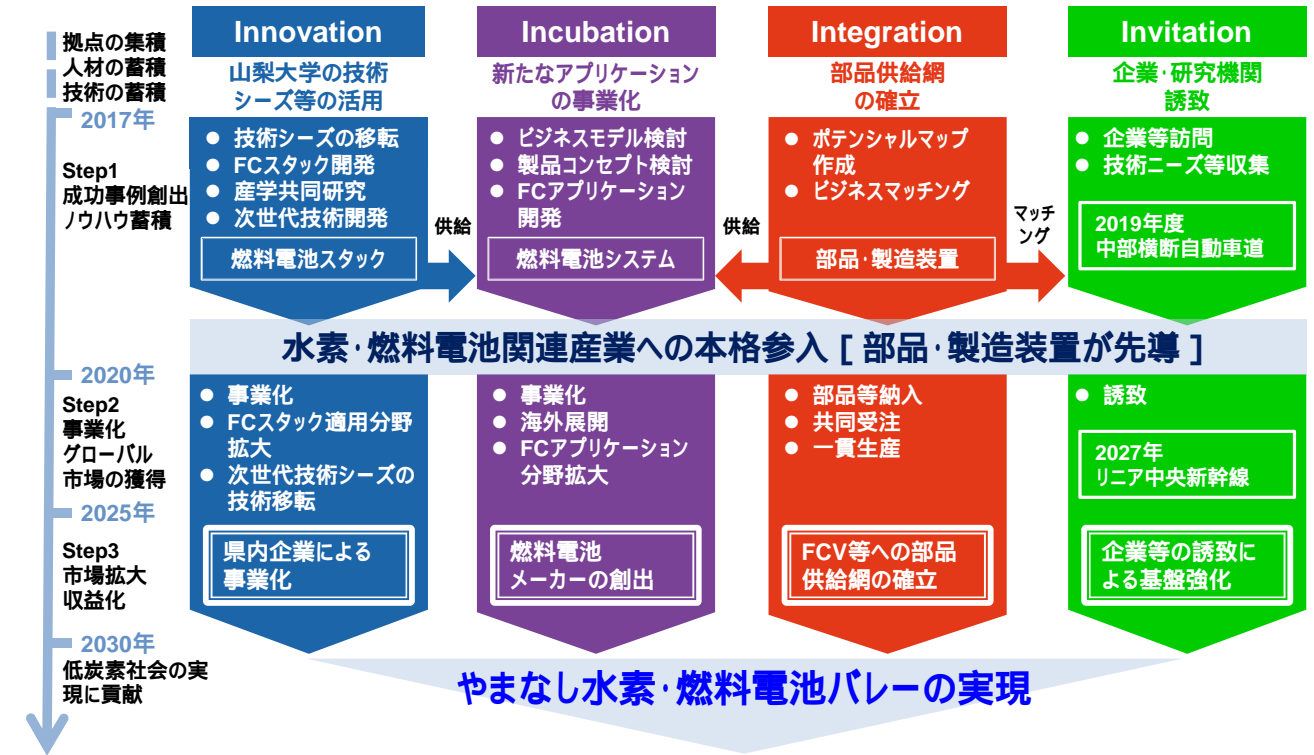 拠点の集積
人材の蓄積
技術の蓄積
2017年
Step1
成功事例創出
ノウハウ蓄積
2020年
Step2
事業化
グローバル
市場の獲得
2025年
Step3
市場拡大
収益化
2030年
低炭素社会の実
現に貢献
Innovation
山梨大学の技術
シーズ等の活用
● 技術シーズの移転
● FCスタック開発
● 産学共同研究
● 次世代技術開発
燃料電池スタック
供給
Incubation
新たなアプリケーション
の事業化
● ビジネスモデル検討
● 製品コンセプト検討
● FCアプリケーション
開発
燃料電池システム
供給
Integration
部品供給網
の確立
● ポテンシャルマップ
作成
● ビジネスマッチング
部品・製造装置
マッチ
ング
Invitation
企業・研究機関
誘致
● 企業等訪問
● 技術ニーズ等収集
2019年度
中部横断自動車道
水素・燃料電池関連産業への本格参入 [ 部品・製造装置が先導 ]
● 事業化
● FCスタック適用分野
拡大
● 次世代技術シーズの
技術移転
県内企業による
事業化
● 事業化
● 海外展開
● FCアプリケーション
分野拡大
燃料電池
メーカーの創出
● 部品等納入
● 共同受注
● 一貫生産
FCV等への部品
供給網の確立
● 誘致
2027年
リニア中央新幹線
企業等の誘致に
よる基盤強化
やまなし水素・燃料電池バレーの実現